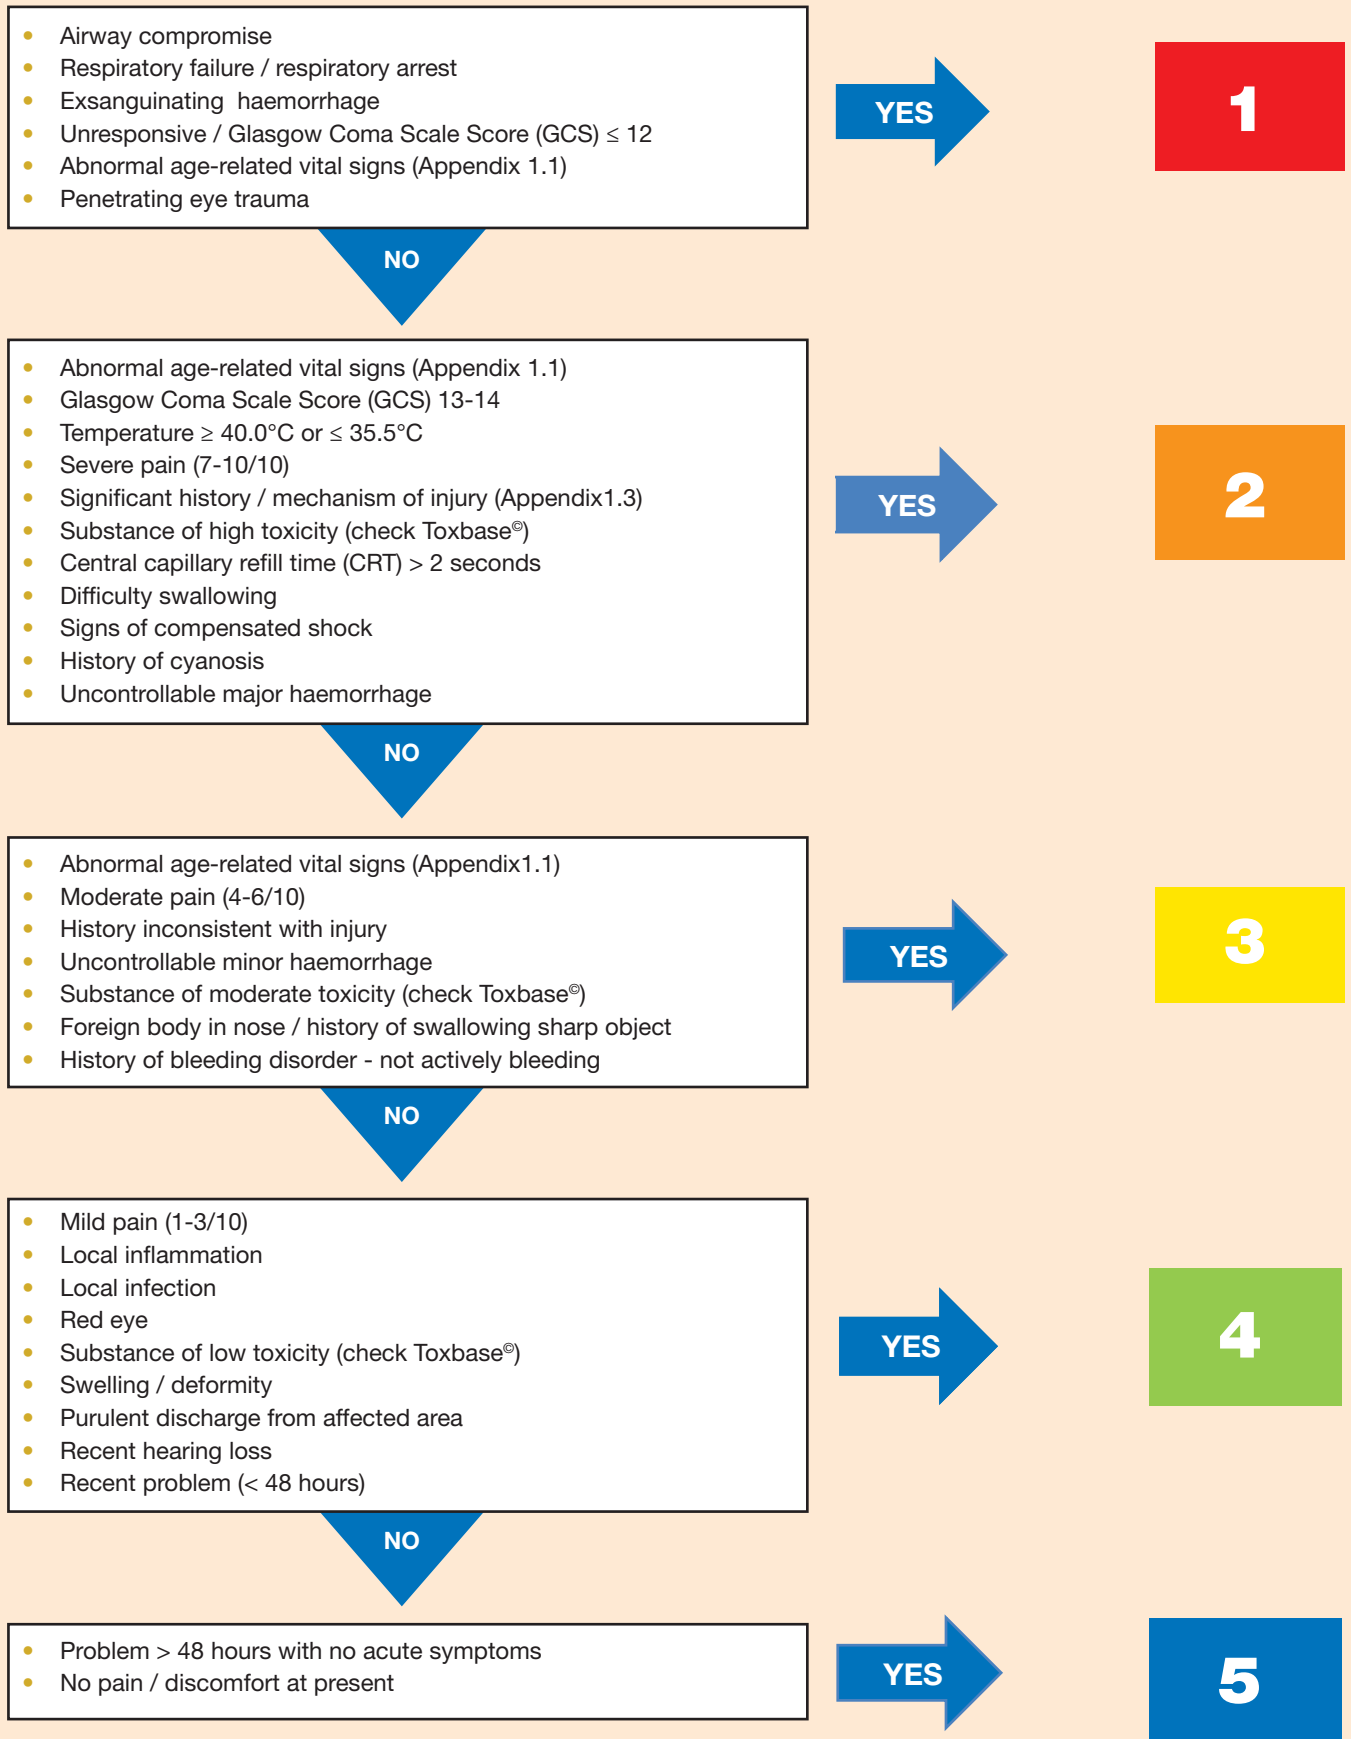 • Airway compromise
• Respiratory failure / respiratory arrest
• Exsanguinating haemorrhage
• Unresponsive / Glasgow Coma Scale Score (GCS) ≤ 12
• Abnormal age-related vital signs (Appendix 1.1)
• Penetrating eye trauma
YES
1
NO
• Abnormal age-related vital signs (Appendix 1.1)
• Glasgow Coma Scale Score (GCS) 13-14
• Temperature ≥ 40.0°C or ≤ 35.5°C
• Severe pain (7-10/10)
• Significant history / mechanism of injury (Appendix1.3)
• Substance of high toxicity (check Toxbase©)
• Central capillary refill time (CRT) > 2 seconds
• Difficulty swallowing
• Signs of compensated shock
• History of cyanosis
• Uncontrollable major haemorrhage
YES
2
NO
• Abnormal age-related vital signs (Appendix1.1)
• Moderate pain (4-6/10)
• History inconsistent with injury
• Uncontrollable minor haemorrhage
• Substance of moderate toxicity (check Toxbase©)
• Foreign body in nose / history of swallowing sharp object
• History of bleeding disorder - not actively bleeding
YES
3
NO
• Mild pain (1-3/10)
• Local inflammation
• Local infection
• Red eye
• Substance of low toxicity (check Toxbase©)
• Swelling / deformity
• Purulent discharge from affected area
• Recent hearing loss
• Recent problem (< 48 hours)
YES
4
NO
• Problem > 48 hours with no acute symptoms
• No pain / discomfort at present
YES
5